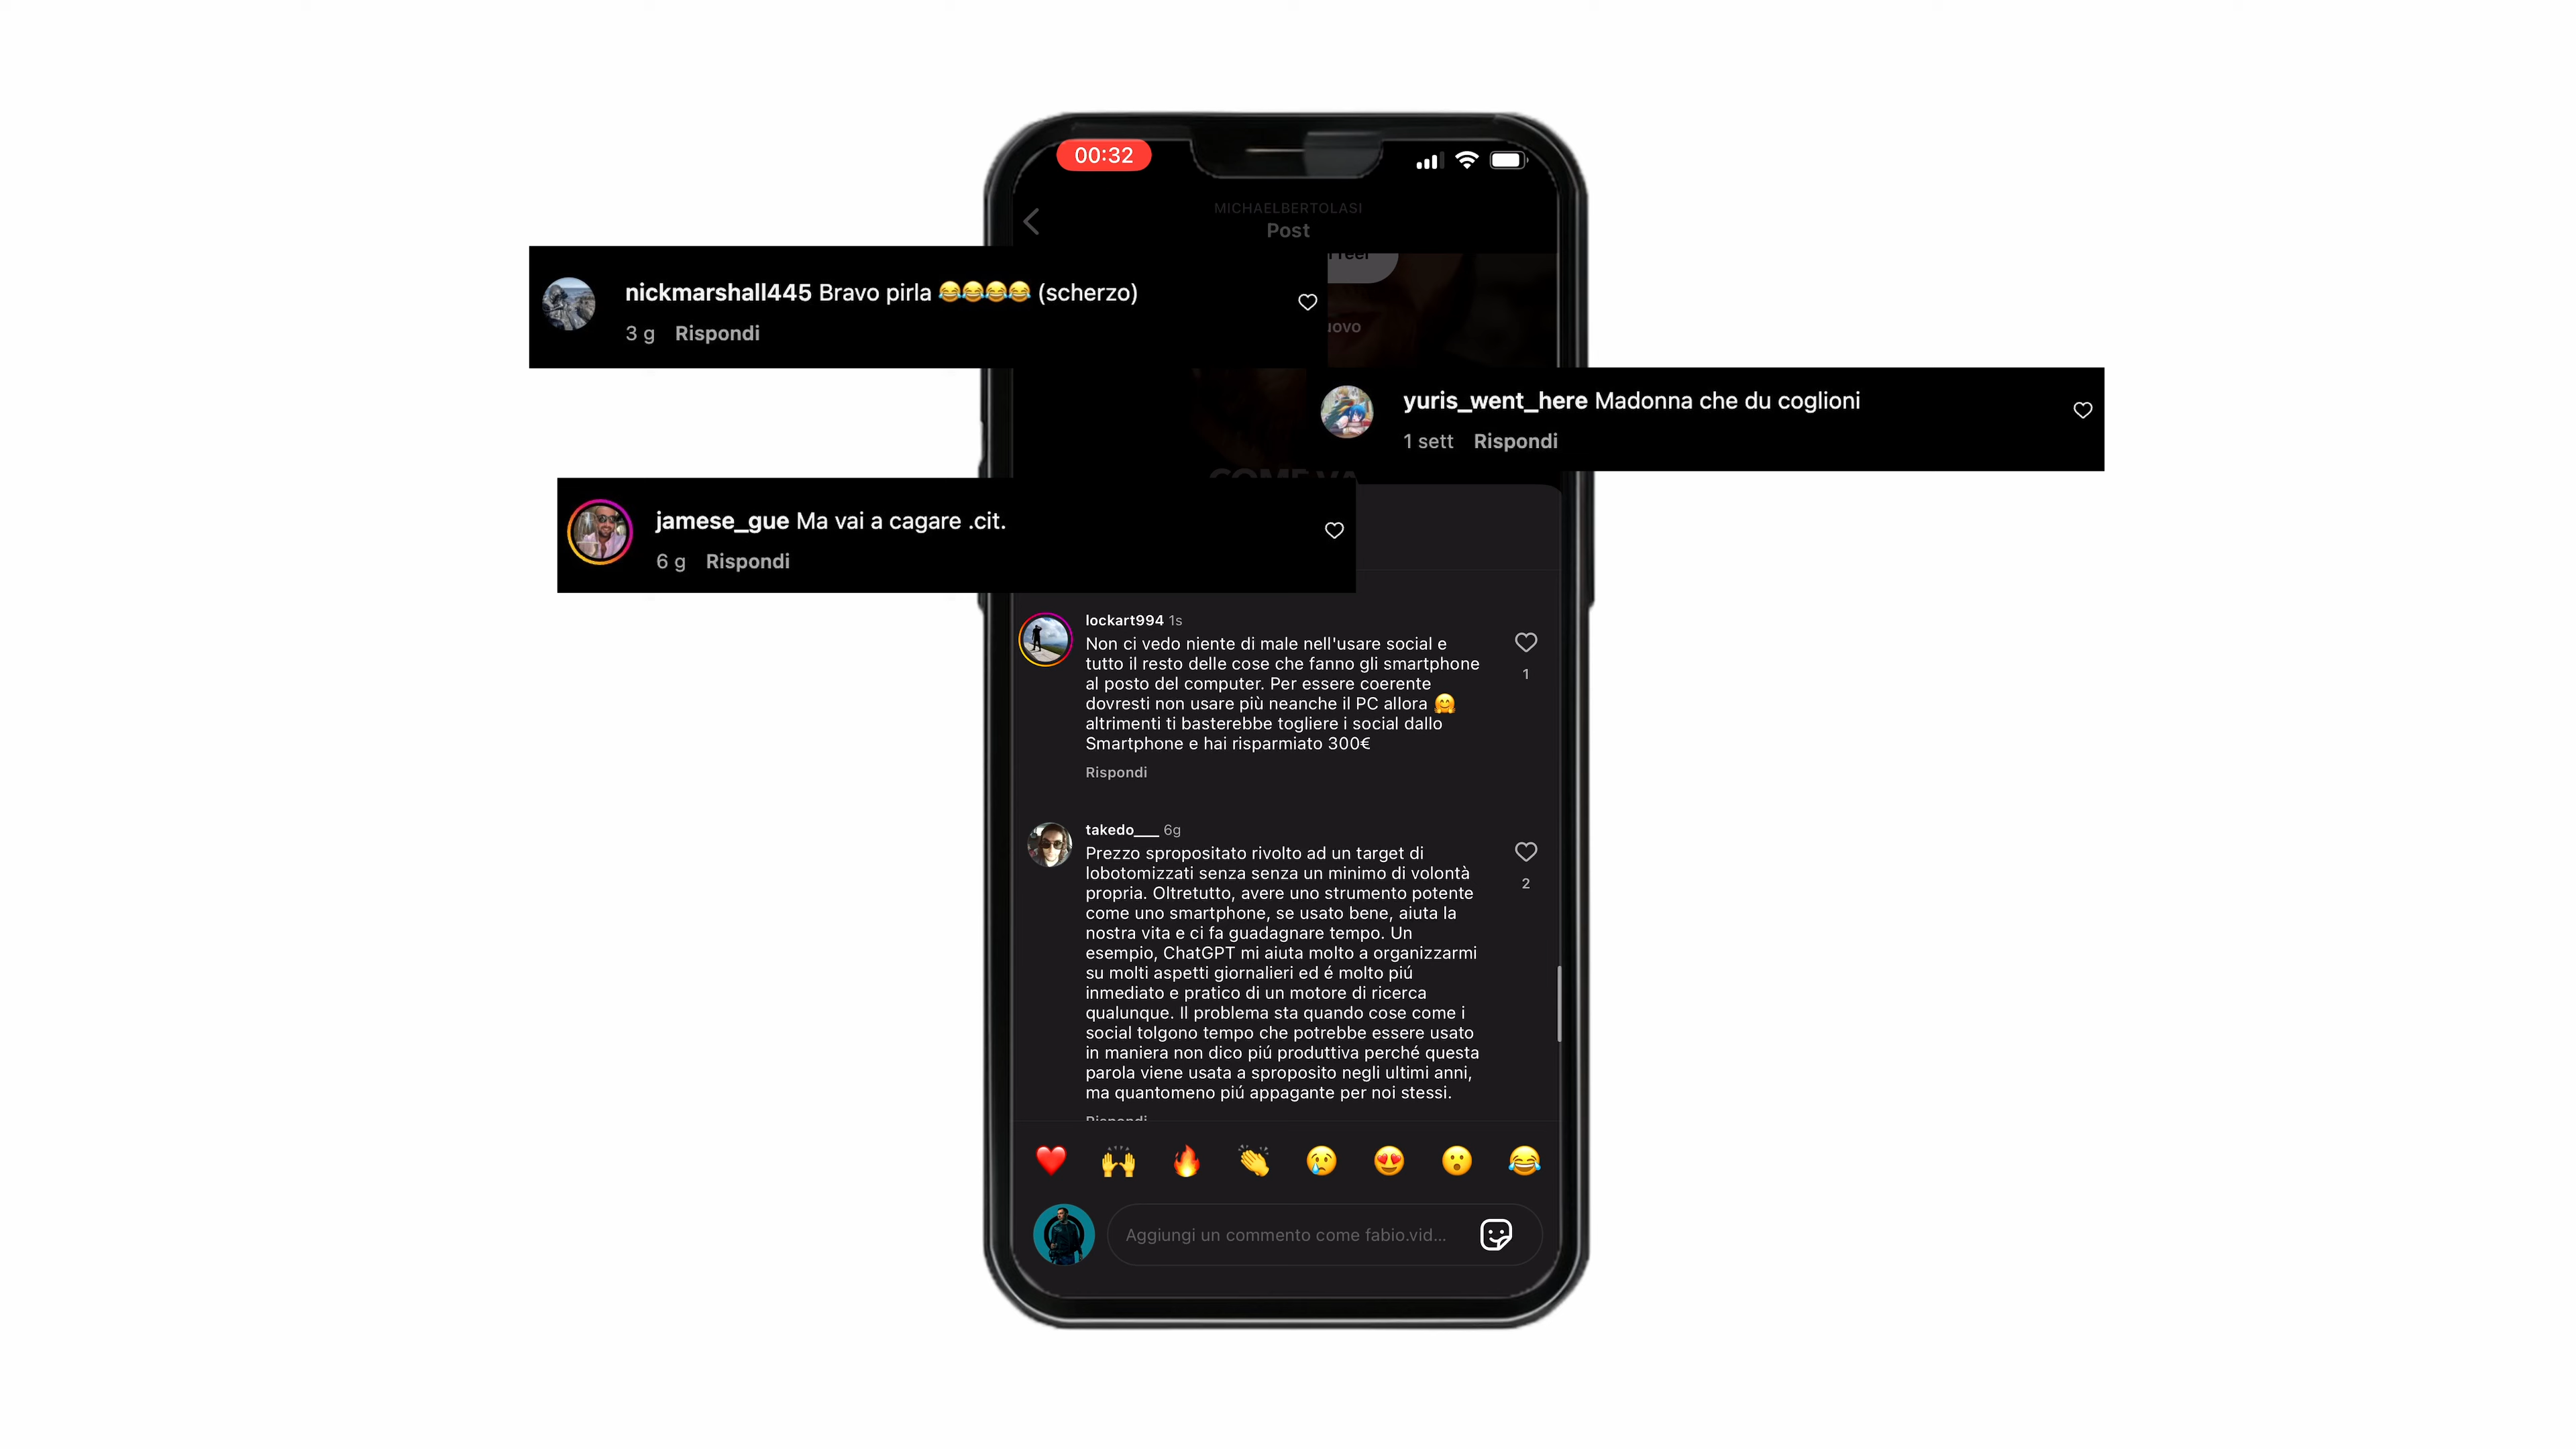 00:32
MICHAELBERTOLASI
Post
nickmarshall445 Bravo pirla 😂😂😂😂 (scherzo)
3 g Rispondi
yuris_went_here Madonna che du coglioni
1 sett Rispondi
jamese_gue Ma vai a cagare .cit.
6 g Rispondi
lockart994 1s
Non ci vedo niente di male nell'usare social e
tutto il resto delle cose che fanno gli smartphone
al posto del computer. Per essere coerente
dovresti non usare più neanche il PC allora 🤗
altrimenti ti basterebbe togliere i social dallo
Smartphone e hai risparmiato 300€
1
Rispondi
takedo___ 6g
Prezzo spropositato rivolto ad un target di
lobotomizzati senza senza un minimo di volontà
propria. Oltretutto, avere uno strumento potente
come uno smartphone, se usato bene, aiuta la
nostra vita e ci fa guadagnare tempo. Un
esempio, ChatGPT mi aiuta molto a organizzarmi
su molti aspetti giornalieri ed é molto piú
inmediato e pratico di un motore di ricerca
qualunque. Il problema sta quando cose come i
social tolgono tempo che potrebbe essere usato
in maniera non dico piú produttiva perché questa
parola viene usata a sproposito negli ultimi anni,
ma quantomeno piú appagante per noi stessi.
2
Rispondi
❤️ 🙌 🔥 👏 😢 😍 😮 😂
Aggiungi un commento come fabio.vid...